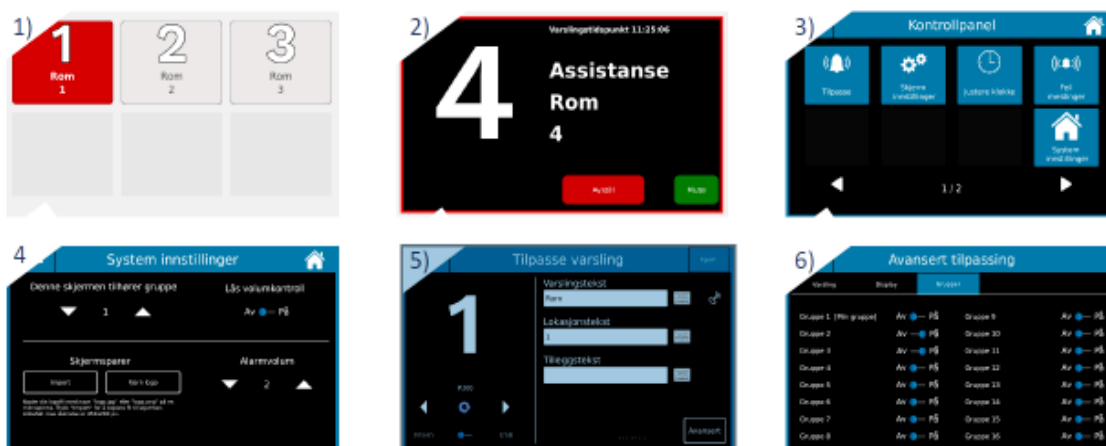 1)
1
Rom
1
2
Rom
2
3
Rom
3
2)
Varslingstidspunkt 11:25:06
4
Assistanse
Rom
4
Avstill
Mute
3)
Kontrollpanel
Tilpasse
Skjerm
innstillinger
Justere klokke
Feil
meldinger
System
innstillinger
1/2
4
System innstillinger
Denne skjermen tilhører gruppe
1
Lås volumkontroll
Av På
Skjermsparer
Import
Fjern logo
Alarmvolum
2
5)
Tilpasse varsling
1
Varslingstekst
Rom
Lokasjonstekst
1
Tilleggstekst
Avansert
6)
Avansert tilpassing
Varsling
Display
Grupper
Gruppe 1 (Min gruppe) Av På
Gruppe 9 Av På
Gruppe 2 Av På
Gruppe 10 Av På
Gruppe 3 Av På
Gruppe 11 Av På
Gruppe 4 Av På
Gruppe 12 Av På
Gruppe 5 Av På
Gruppe 13 Av På
Gruppe 6 Av På
Gruppe 14 Av På
Gruppe 7 Av På
Gruppe 15 Av På
Gruppe 8 Av På
Gruppe 16 Av På